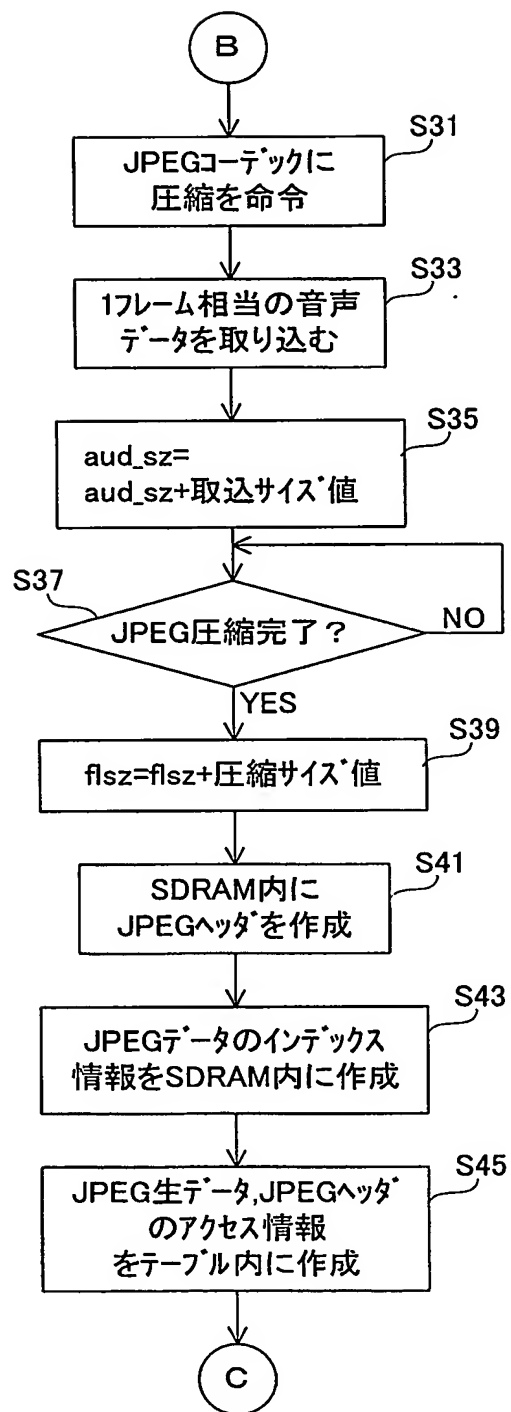 B
S31
JPEGコーデックに
圧縮を命令
S33
1フレーム相当の音声
データを取り込む
S35
aud_sz=
aud_sz+取込サイズ値
S37
JPEG圧縮完了?
NO
YES
S39
flsz=flsz+圧縮サイズ値
S41
SDRAM内に
JPEGヘッダを作成
S43
JPEGデータのインデックス
情報をSDRAM内に作成
S45
JPEG生データ,JPEGヘッダ
のアクセス情報
をテーブル内に作成
C